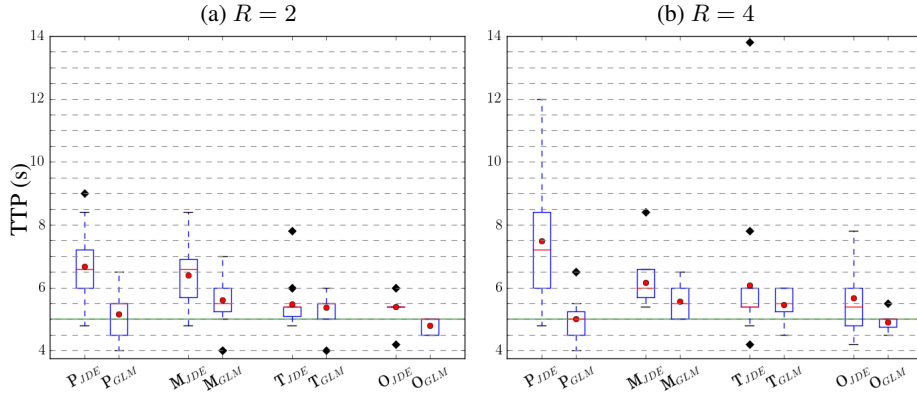 (a) R = 2
(b) R = 4
TTP (s)
14
12
10
8
6
4
P_JDE P_GLM M_JDE M_GLM T_JDE T_GLM O_JDE O_GLM
14
12
10
8
6
4
P_JDE P_GLM M_JDE M_GLM T_JDE T_GLM O_JDE O_GLM